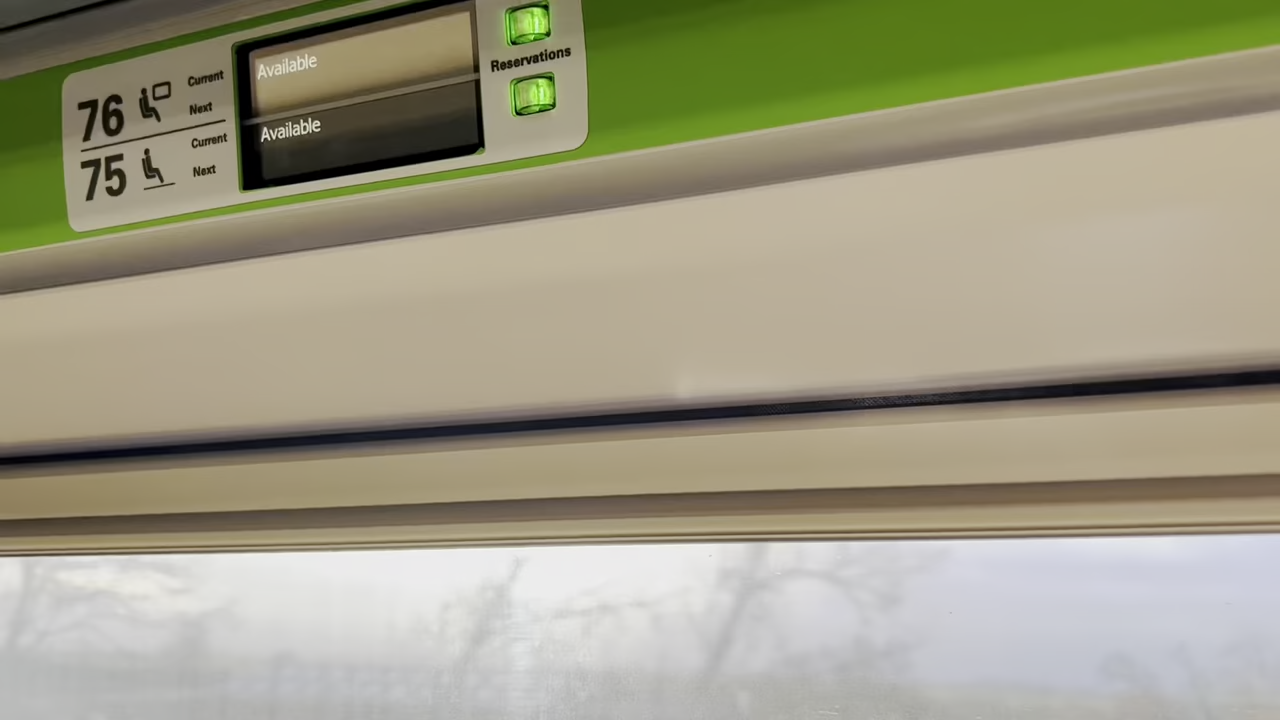 76 Current Available
Next
Reservations
75 Current Available
Next